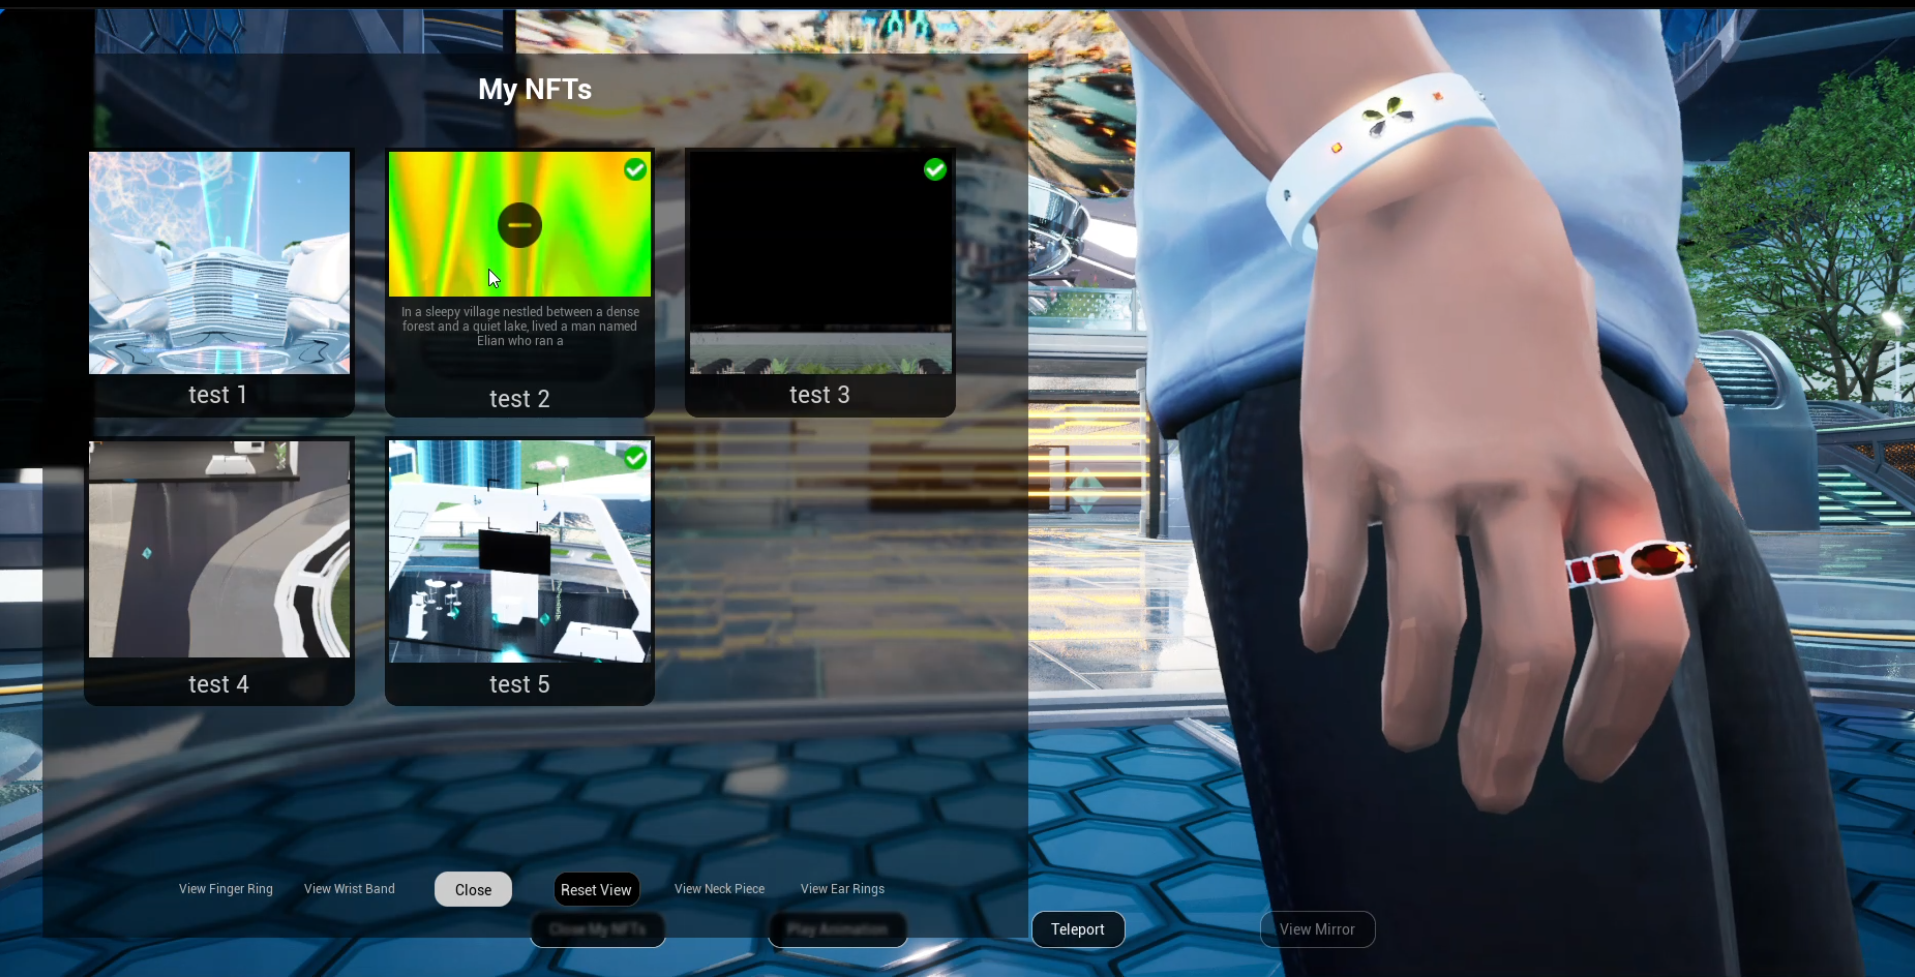 My NFTs
In a sleepy village nestled between a dense
forest and a quiet lake, lived a man named
Elian who ran a
test 1
test 2
test 3
test 4
test 5
View Finger Ring
View Wrist Band
Close
Reset View
View Neck Piece
View Ear Rings
Close My NFTs
Play Animation
Teleport
View Mirror